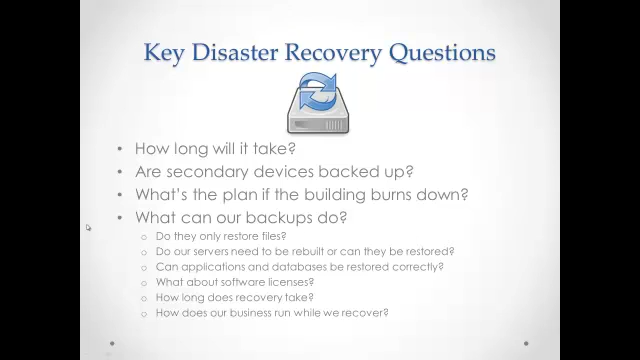 Key Disaster Recovery Questions
• How long will it take?
• Are secondary devices backed up?
• What's the plan if the building burns down?
• What can our backups do?
o Do they only restore files?
o Do our servers need to be rebuilt or can they be restored?
o Can applications and databases be restored correctly?
o What about software licenses?
o How long does recovery take?
o How does our business run while we recover?